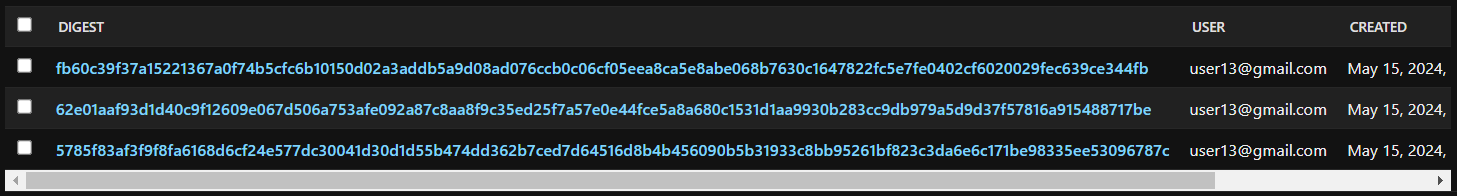 DIGEST USER CREATED
fb60c39f37a15221367a0f74b5cfc6b10150d02a3addb5a9d08ad076ccb0c06cf05eea8ca5e8abe068b7630c1647822fc5e7fe0402cf6020029fec639ce344fb user13@gmail.com May 15, 2024,
62e01aaf93d1d40c9f12609e067d506a753afe092a87c8aa8f9c35ed25f7a57e0e44fce5a8a680c1531d1aa9930b283cc9db979a5d9d37f57816a915488717be user13@gmail.com May 15, 2024,
5785f83af3f9f8fa6168d6cf24e577dc30041d30d1d55b474dd362b7ced7d64516d8b4b456090b5b31933c8bb95261bf823c3da6e6c171be98335ee53096787c user13@gmail.com May 15, 2024,